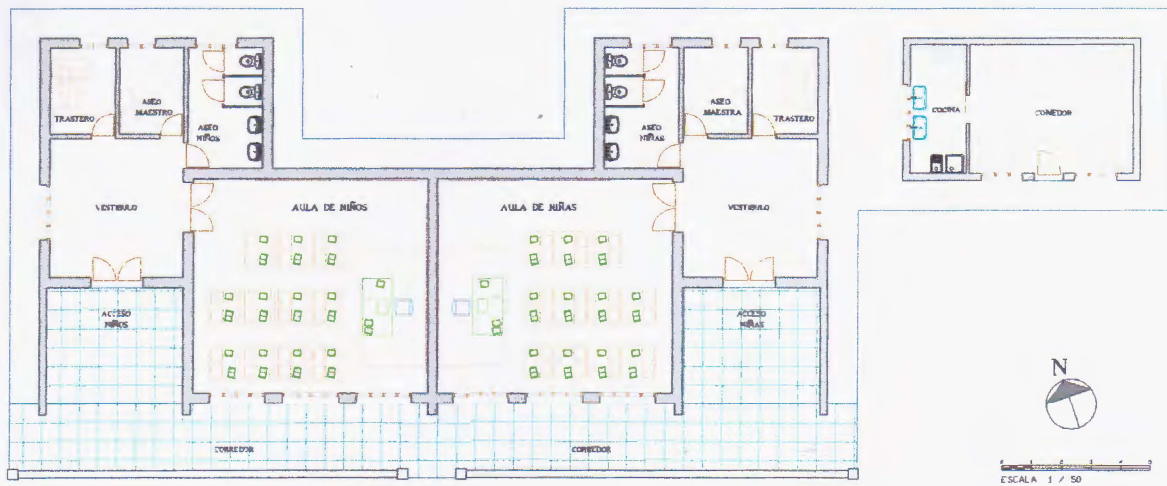 TRASTERO
ASEO
MAESTRO
ASEO
NIÑOS
ASEO
NIÑAS
ASEO
MAESTRA
TRASTERO
COCINA
COMEDOR
VESTIBULO
AULA DE NIÑOS
AULA DE NIÑAS
VESTIBULO
ACCESO
NIÑOS
ACCESO
NIÑAS
CORREDOR
CORREDOR
N
ESCALA 1 / 50